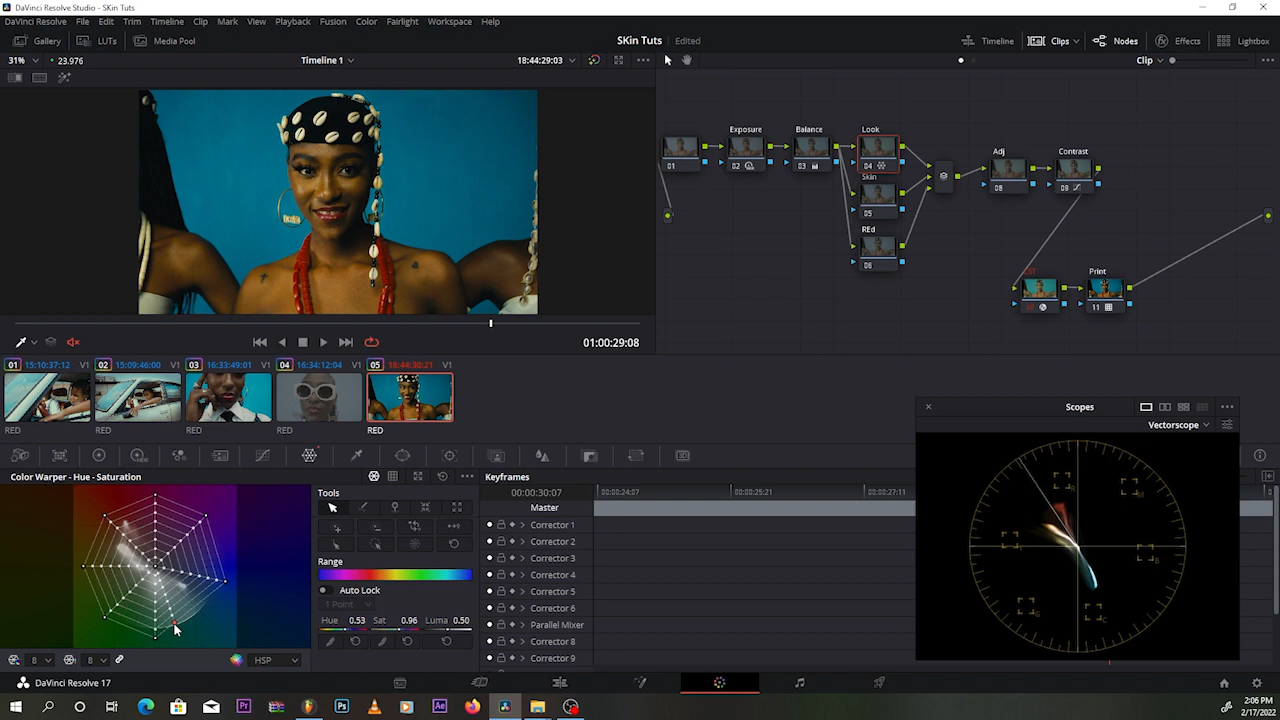 DaVinci Resolve Studio - SKin Tuts
DaVinci Resolve File Edit Trim Timeline Clip Mark View Playback Fusion Color Fairlight Workspace Help
Gallery LUTs Media Pool SKin Tuts Edited Timeline Clips Nodes Effects Lightbox
31% 23.976 Timeline 1 18:44:29:03 Clip
Exposure Balance Look
01 02 03 04
Skin
05
REd
06
Adj Contrast
08 09
Print
11
01:00:29:08
01 15:10:37:12 V1 02 15:09:46:00 V1 03 16:33:49:01 V1 04 16:34:12:04 V1 05 18:44:30:21 V1
RED RED RED RED RED
Scopes
Vectorscope
R M B C G
Color Warper - Hue - Saturation
Tools
Range
Auto Lock
1 Point
Hue 0.53 Sat 0.96 Luma 0.50
8 8 HSP
Keyframes
00:00:30:07 00:00:24:07 00:00:25:21 00:00:27:11
Master
Corrector 1
Corrector 2
Corrector 3
Corrector 4
Corrector 5
Corrector 6
Parallel Mixer
Corrector 8
Corrector 9
DaVinci Resolve 17
Pr Ps Ae
2:06 PM
2/17/2022